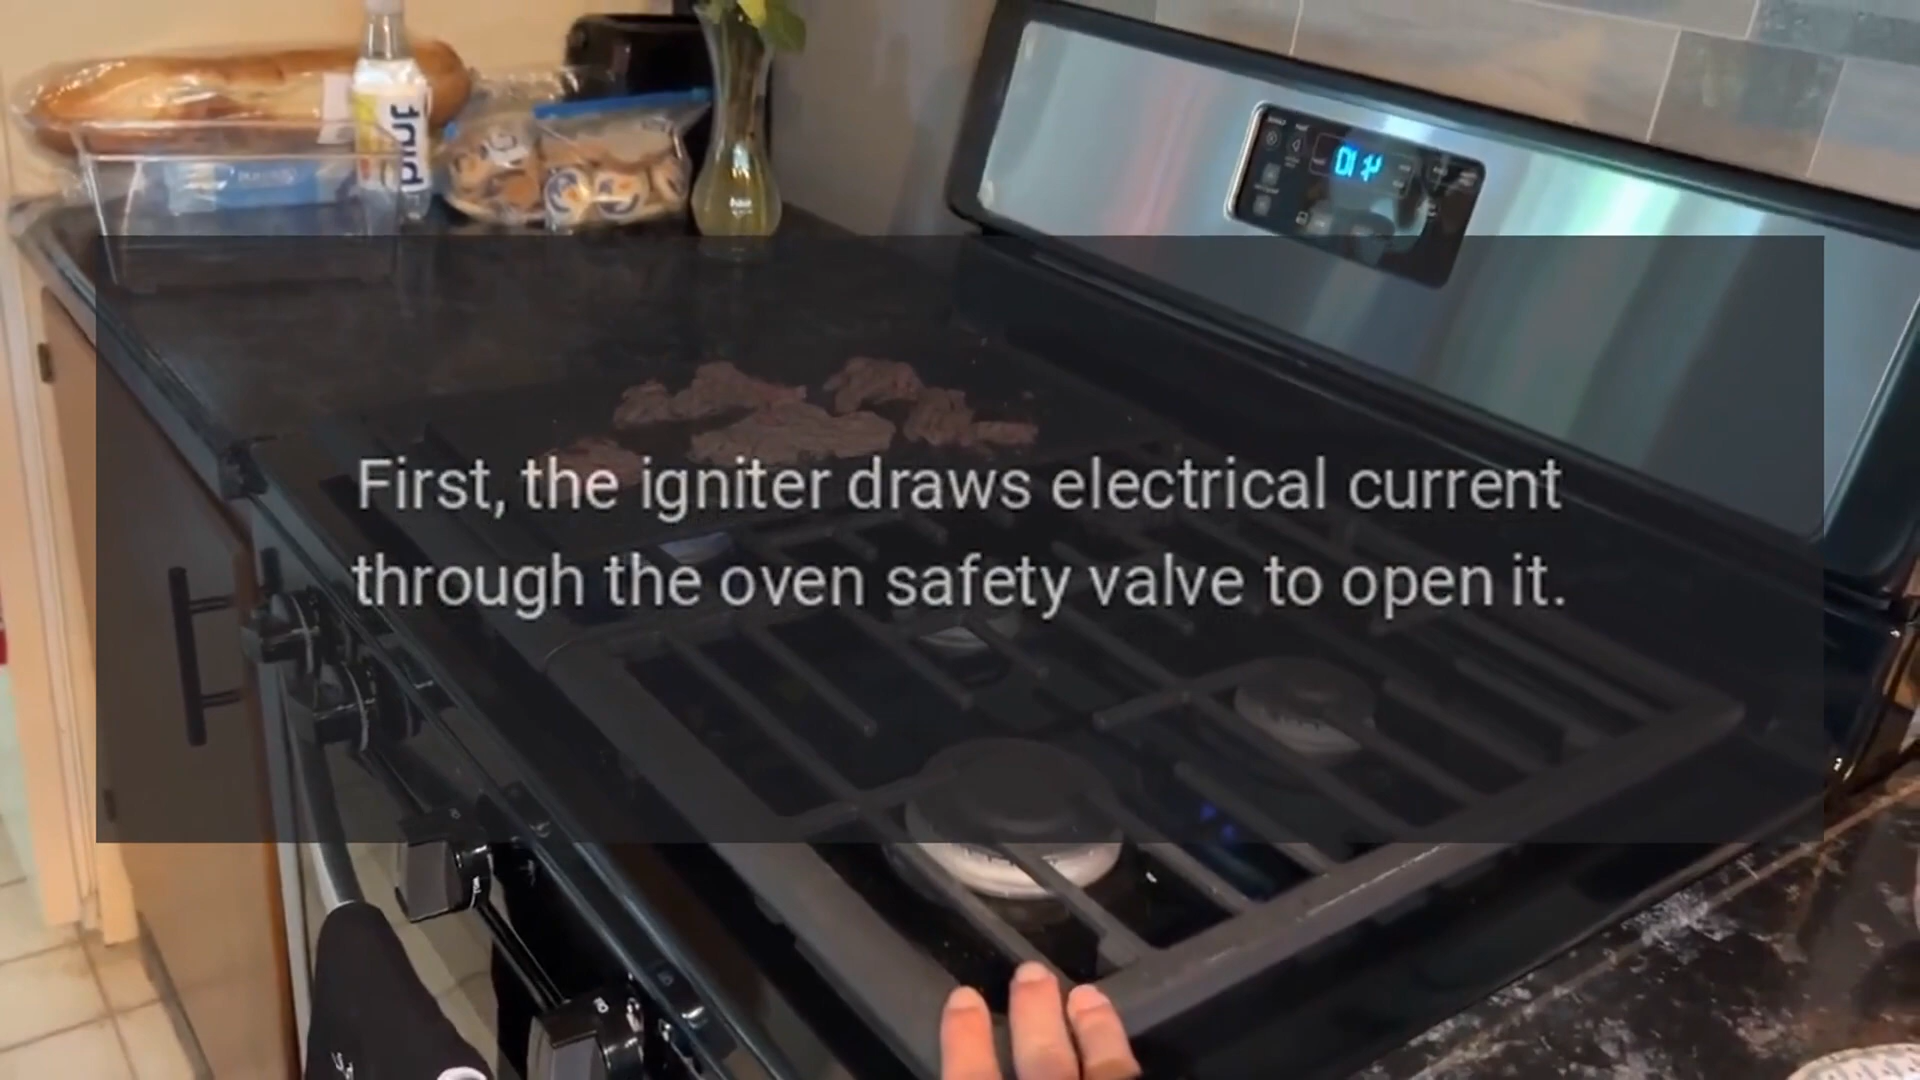 First, the igniter draws electrical current
through the oven safety valve to open it.